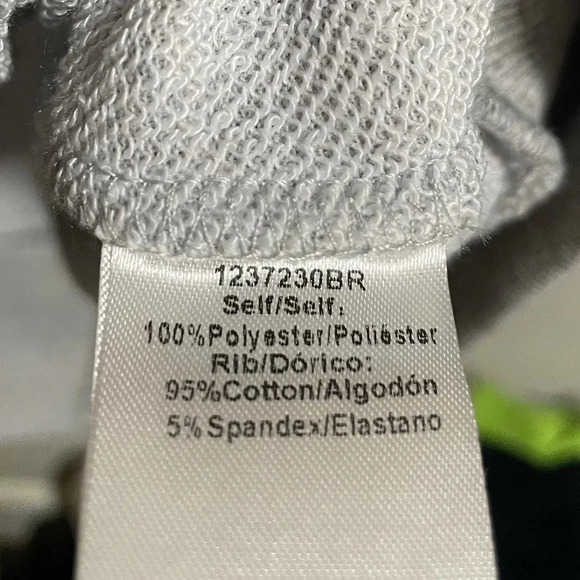 1237230BR
Self/Self:
100%Polyester/Poliéster
Rib/Dórico:
95%Cotton/Algodón
5%Spandex/Elastano